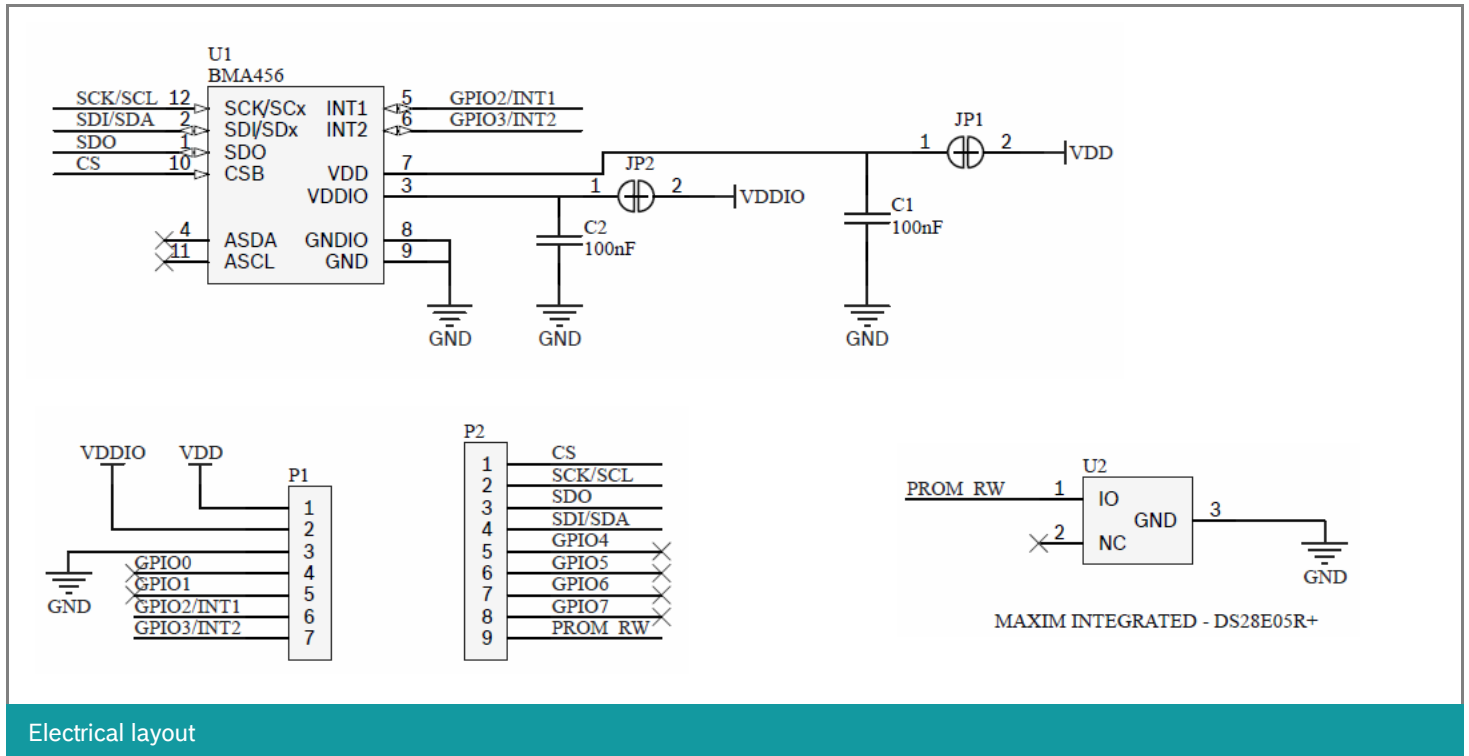 U1
BMA456
SCK/SCL 12 SCK/SCx INT1 5 GPIO2/INT1
SDI/SDA 2 SDI/SDx INT2 6 GPIO3/INT2
SDO 1 SDO
CS 10 CSB VDD 7
VDDIO 3
4 ASDA GNDIO 8
11 ASCL GND 9
GND
JP2
1 2 VDDIO
C2
100nF
GND
JP1
1 2 VDD
C1
100nF
GND
VDDIO VDD
P1
1
2
3
GND
GPIO0 4
GPIO1 5
GPIO2/INT1 6
GPIO3/INT2 7
P2
1 CS
2 SCK/SCL
3 SDO
4 SDI/SDA
5 GPIO4
6 GPIO5
7 GPIO6
8 GPIO7
9 PROM RW
U2
PROM RW 1 IO
GND 3
2 NC
GND
MAXIM INTEGRATED - DS28E05R+
Electrical layout